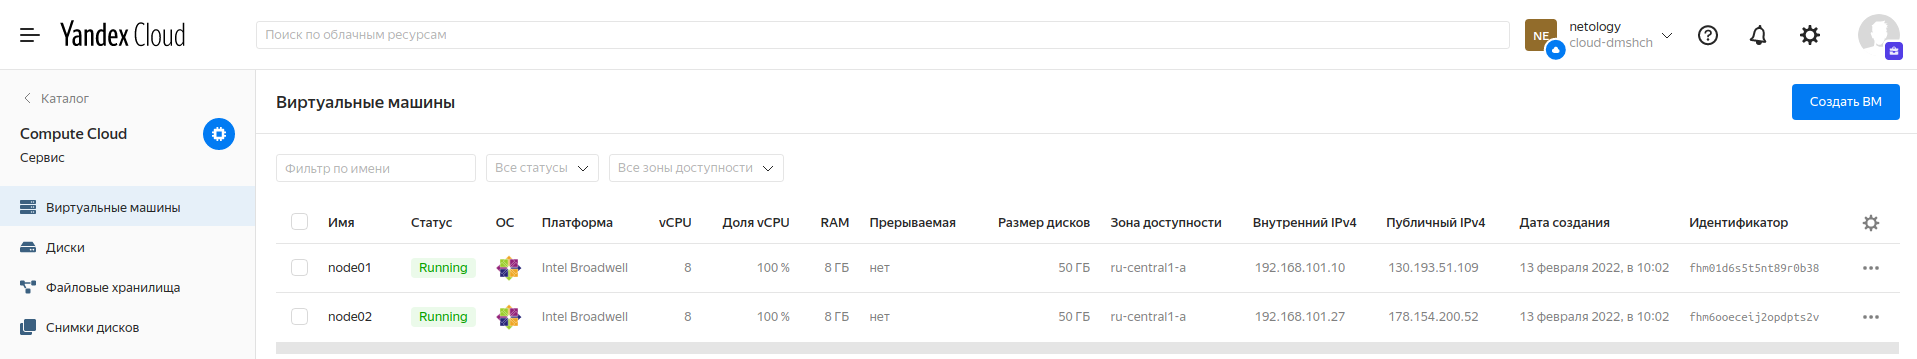 Yandex Cloud
Поиск по облачным ресурсам
NE
netology
cloud-dmshch
Каталог
Compute Cloud
Сервис
Виртуальные машины
Диски
Файловые хранилища
Снимки дисков
Виртуальные машины
Создать ВМ
Фильтр по имени Все статусы Все зоны доступности
Имя Статус ОС Платформа vCPU Доля vCPU RAM Прерываемая Размер дисков Зона доступности Внутренний IPv4 Публичный IPv4 Дата создания Идентификатор
node01 Running Intel Broadwell 8 100 % 8 ГБ нет 50 ГБ ru-central1-a 192.168.101.10 130.193.51.109 13 февраля 2022, в 10:02 fhm01d6s5t5nt89r0b38
node02 Running Intel Broadwell 8 100 % 8 ГБ нет 50 ГБ ru-central1-a 192.168.101.27 178.154.200.52 13 февраля 2022, в 10:02 fhm6ooeceij2opdpts2v